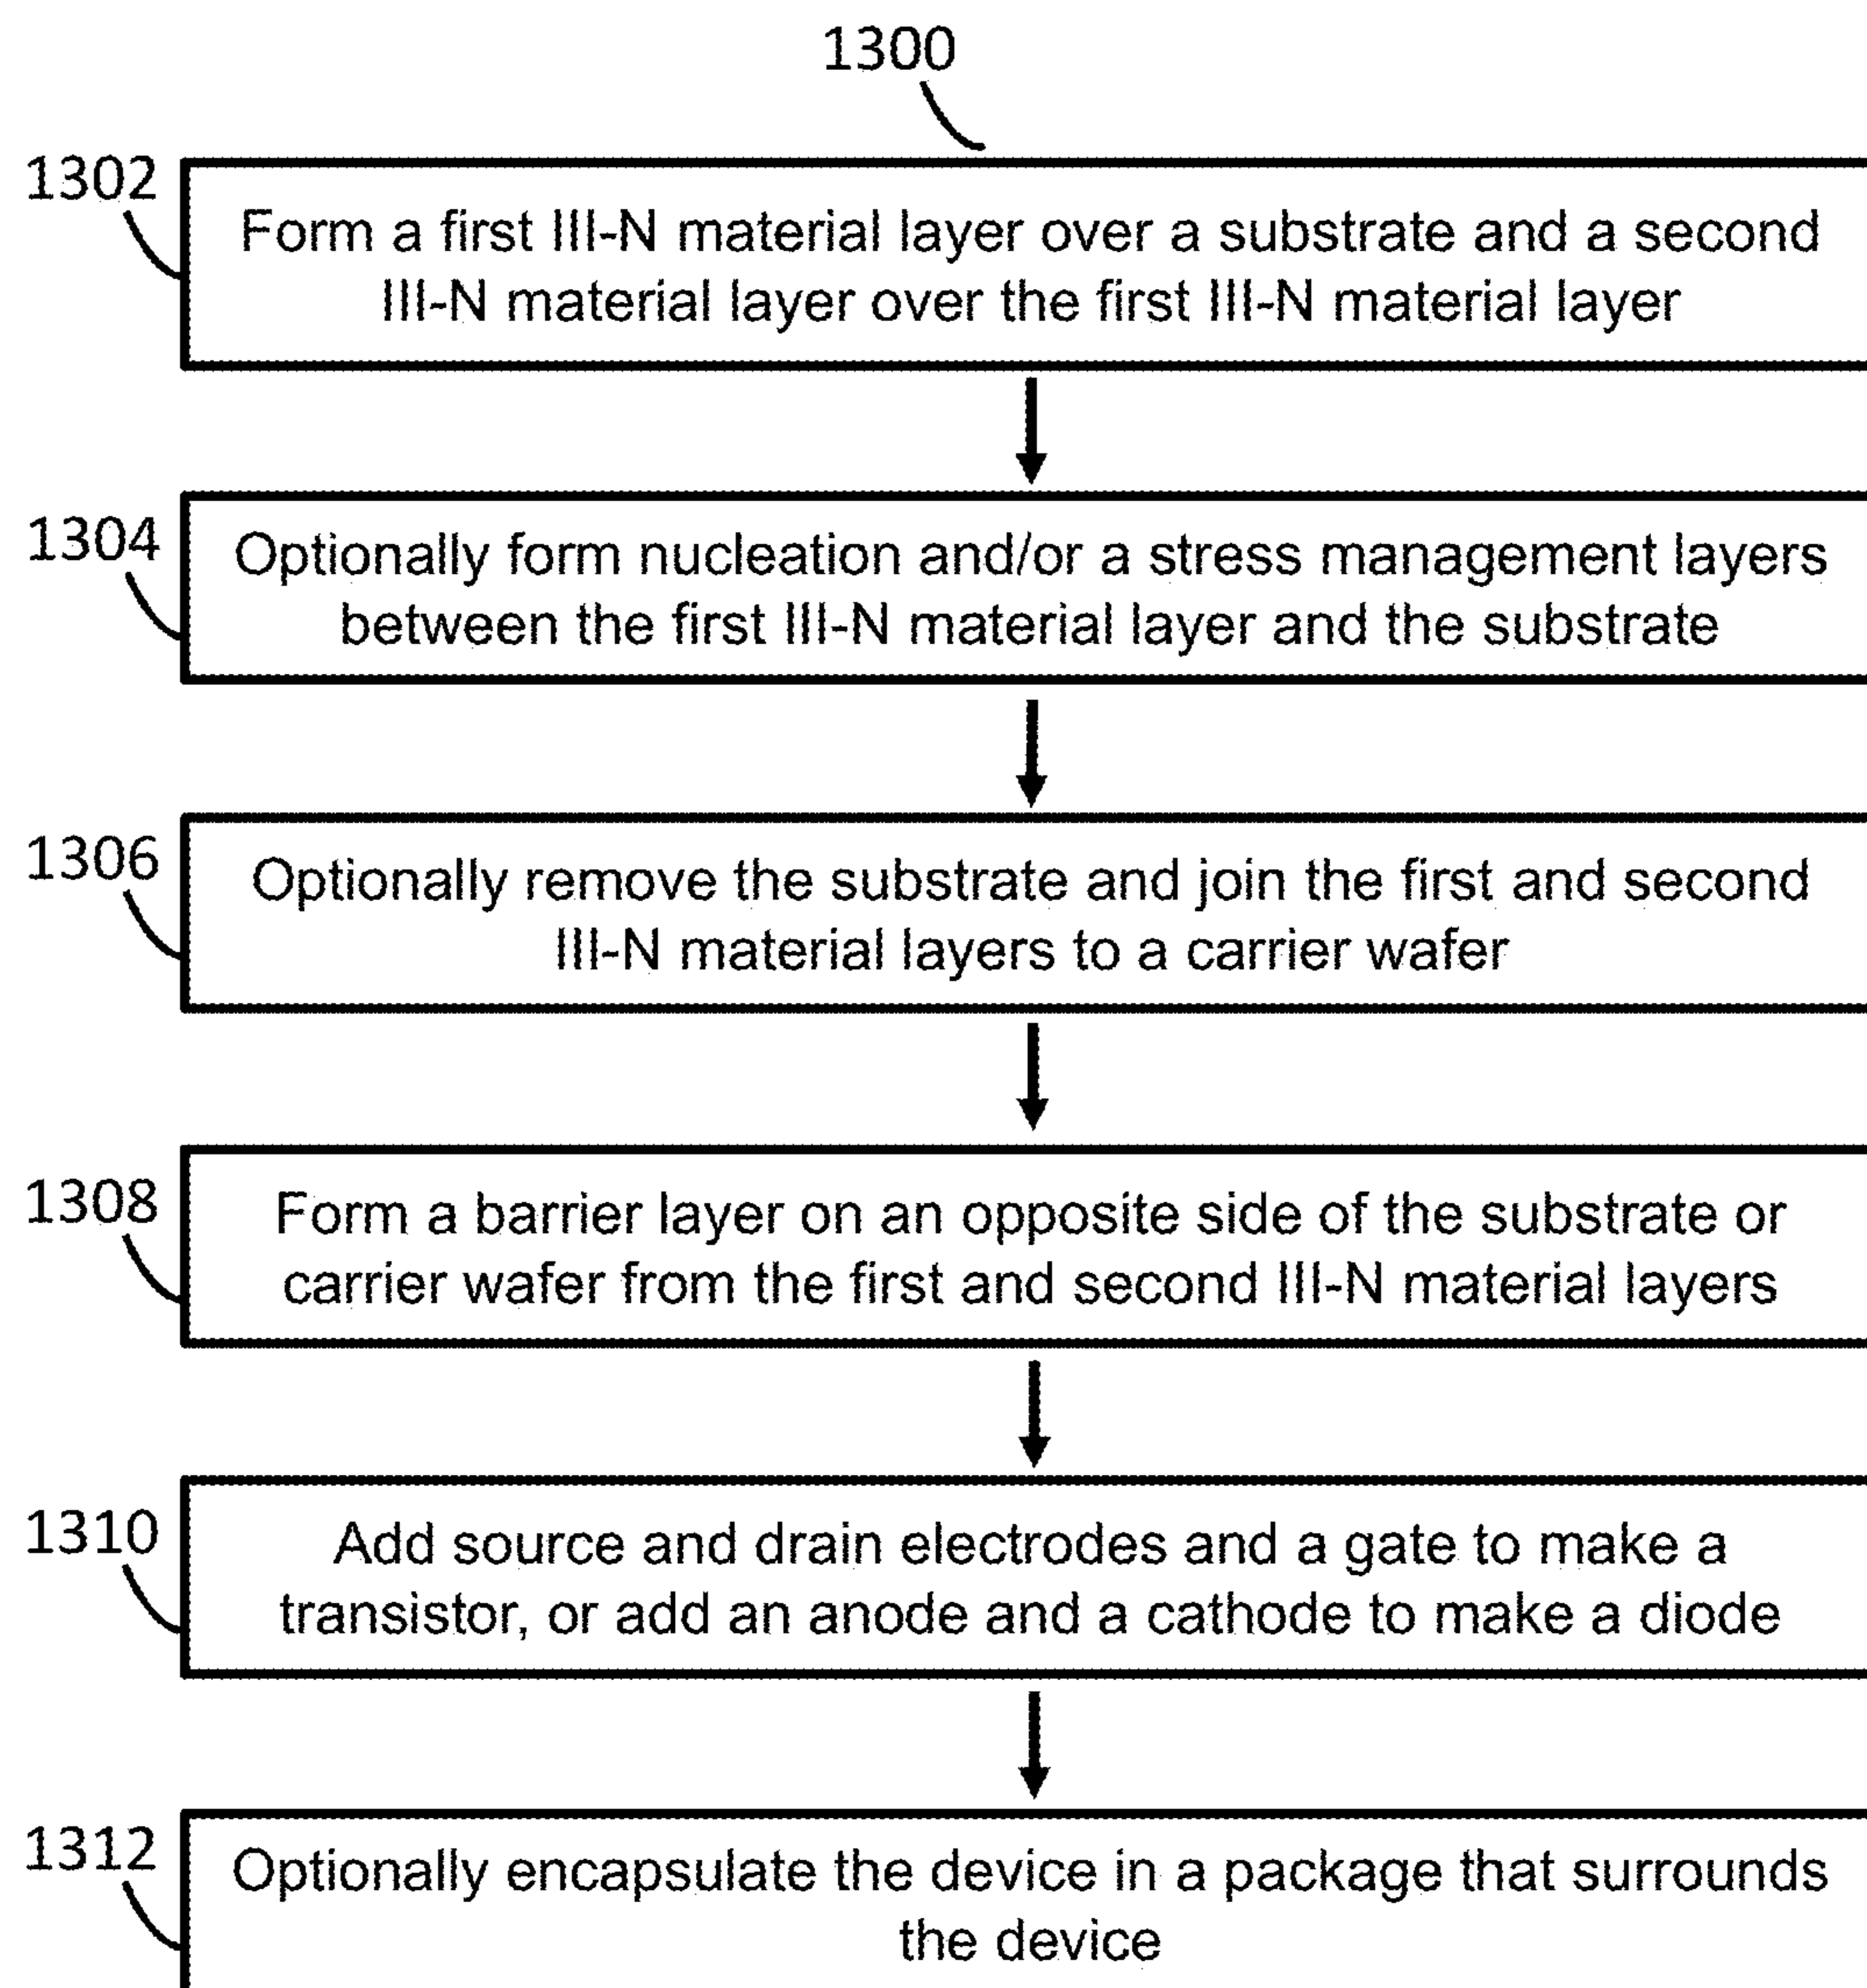 1300
1302
Form a first III-N material layer over a substrate and a second
III-N material layer over the first III-N material layer
1304
Optionally form nucleation and/or a stress management layers
between the first III-N material layer and the substrate
1306
Optionally remove the substrate and join the first and second
III-N material layers to a carrier wafer
1308
Form a barrier layer on an opposite side of the substrate or
carrier wafer from the first and second III-N material layers
1310
Add source and drain electrodes and a gate to make a
transistor, or add an anode and a cathode to make a diode
1312
Optionally encapsulate the device in a package that surrounds
the device